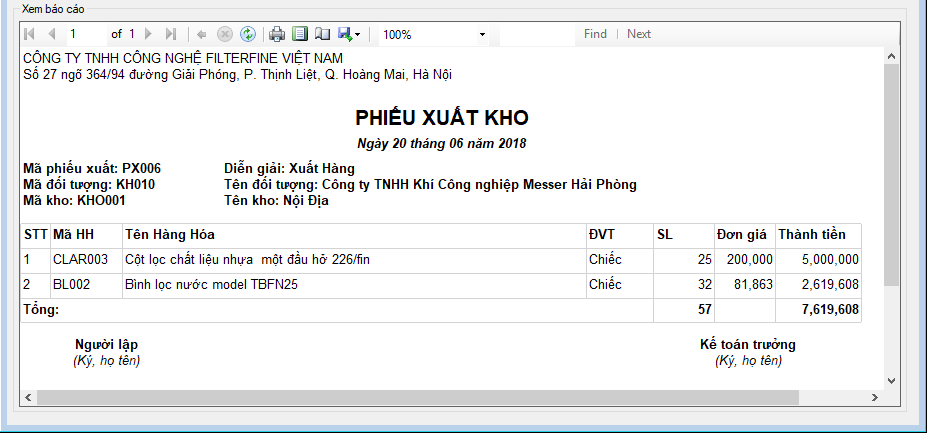 Xem báo cáo
1 of 1 100% Find | Next
CÔNG TY TNHH CÔNG NGHỆ FILTERFINE VIỆT NAM
Số 27 ngõ 364/94 đường Giải Phóng, P. Thịnh Liệt, Q. Hoàng Mai, Hà Nội
PHIẾU XUẤT KHO
Ngày 20 tháng 06 năm 2018
Mã phiếu xuất: PX006 Diễn giải: Xuất Hàng
Mã đối tượng: KH010 Tên đối tượng: Công ty TNHH Khí Công nghiệp Messer Hải Phòng
Mã kho: KHO001 Tên kho: Nội Địa
STT Mã HH Tên Hàng Hóa ĐVT SL Đơn giá Thành tiền
1 CLAR003 Cột lọc chất liệu nhựa một đầu hở 226/fin Chiếc 25 200,000 5,000,000
2 BL002 Bình lọc nước model TBFN25 Chiếc 32 81,863 2,619,608
Tổng: 57 7,619,608
Người lập Kế toán trưởng
(Ký, họ tên) (Ký, họ tên)